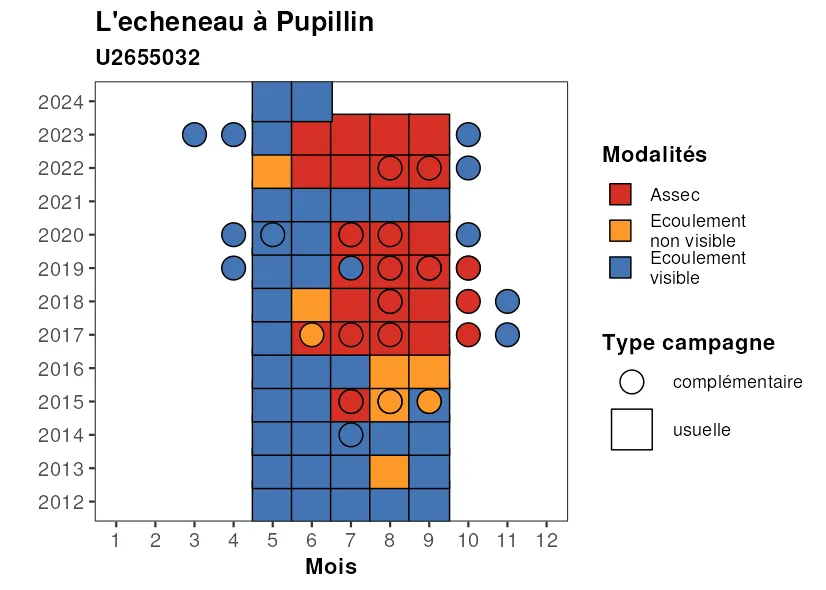 L'echeneau à Pupillin
U2655032
2024
2023
2022
2021
2020
2019
2018
2017
2016
2015
2014
2013
2012
1 2 3 4 5 6 7 8 9 10 11 12
Mois
Modalités
Assec
Ecoulement
non visible
Ecoulement
visible
Type campagne
complémentaire
usuelle